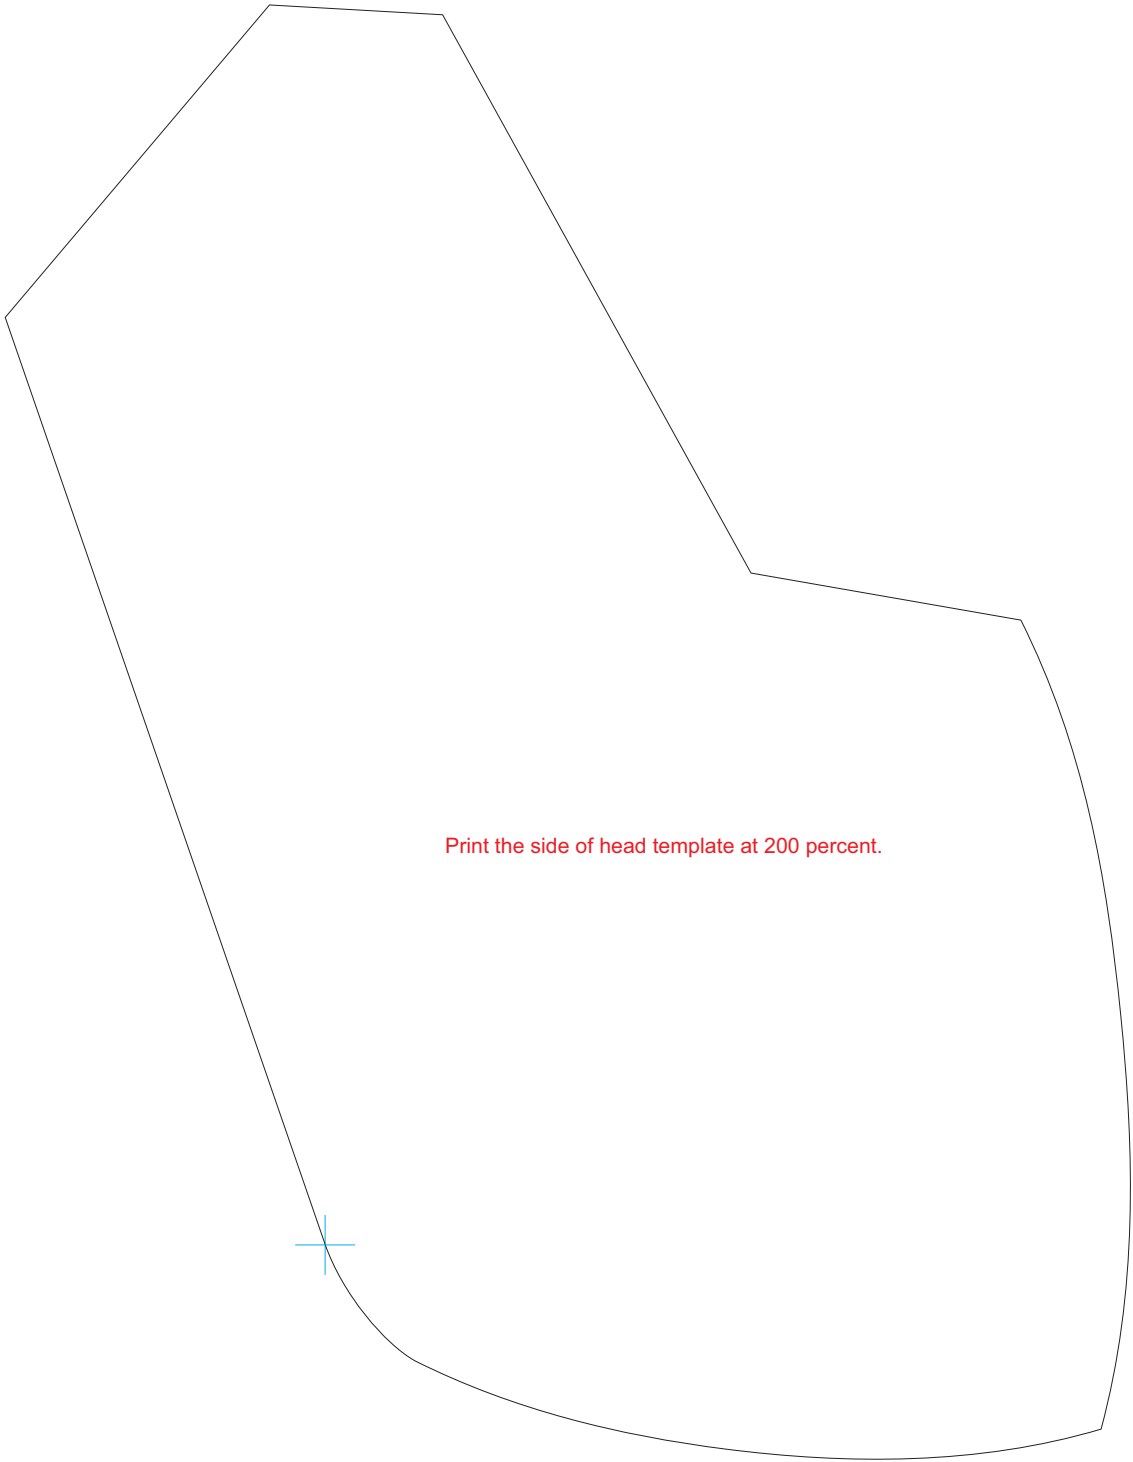 Print the side of head template at 200 percent.